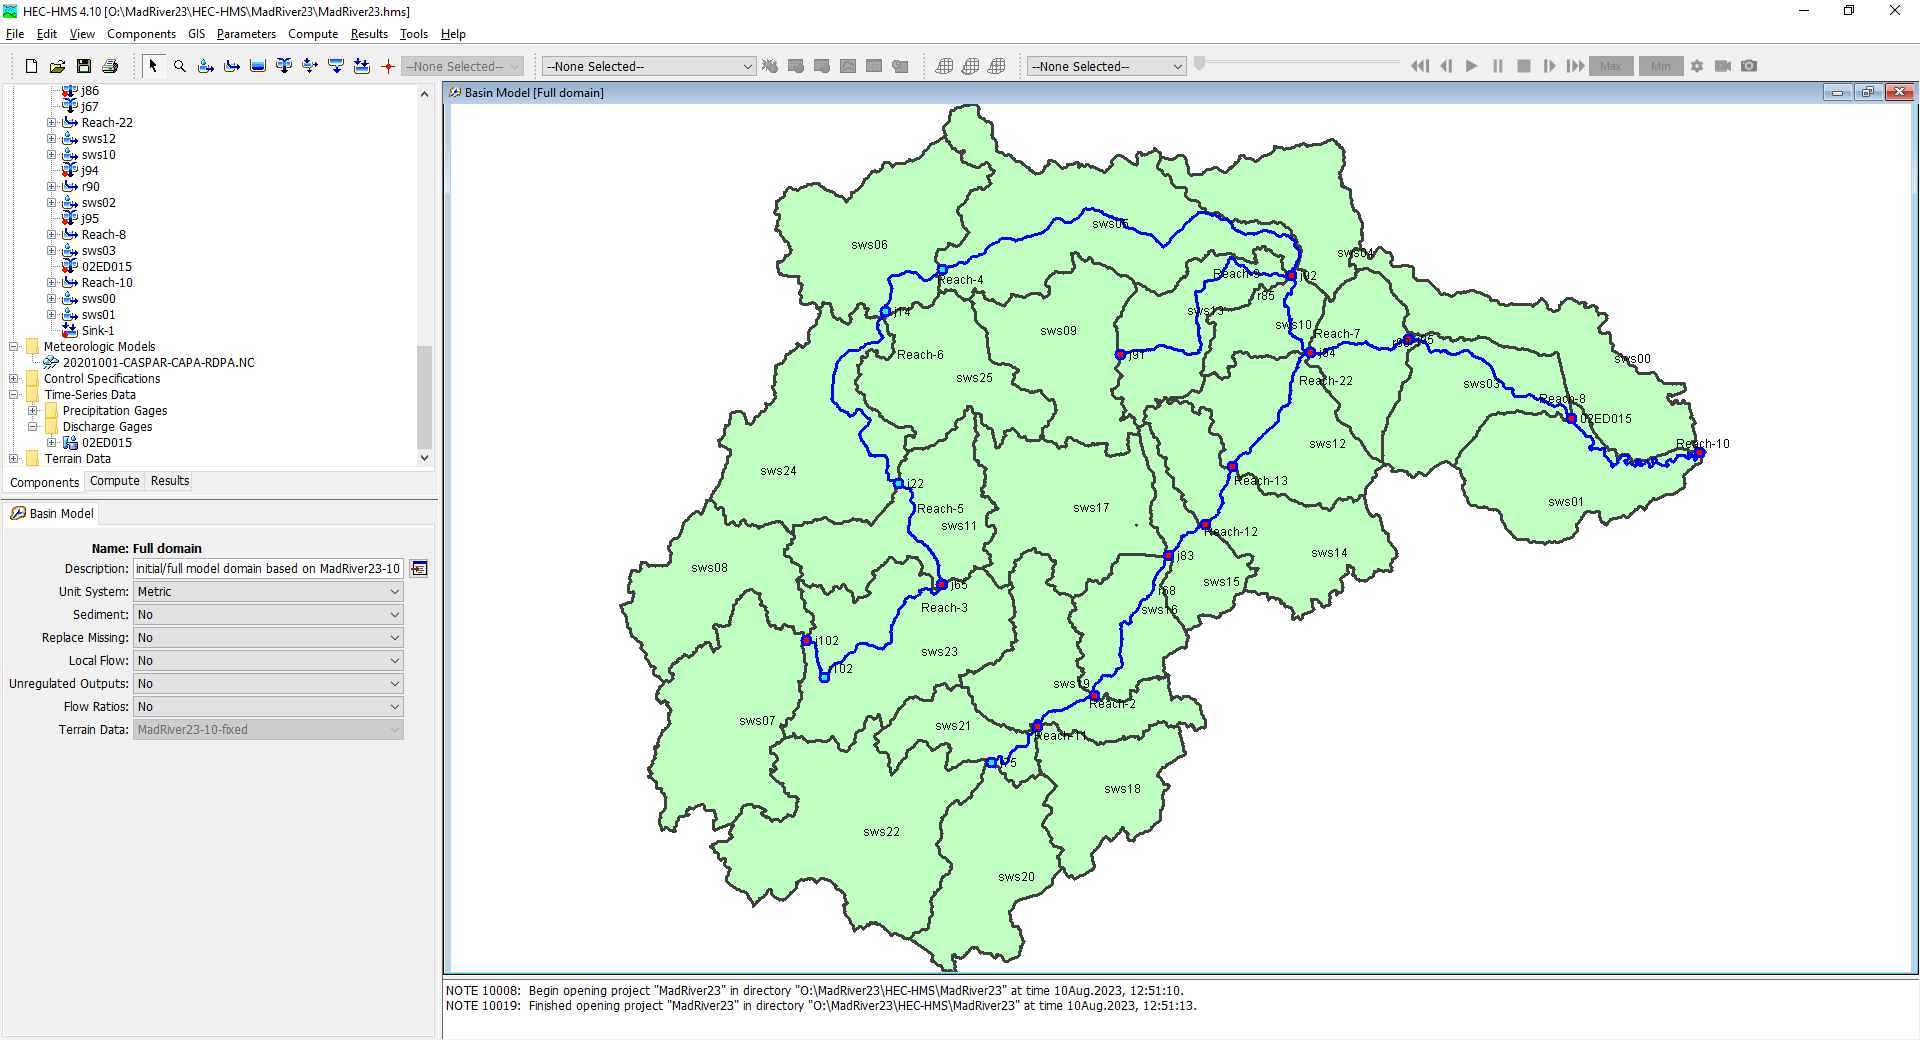 HEC-HMS 4.10 [O:\MadRiver23\HEC-HMS\MadRiver23\MadRiver23.hms]
File Edit View Components GIS Parameters Compute Results Tools Help
--None Selected-- --None Selected-- --None Selected-- Max Min
j86
j67
Reach-22
sws12
sws10
j94
r90
sws02
j95
Reach-8
sws03
02ED015
Reach-10
sws00
sws01
Sink-1
Meteorologic Models
20201001-CASPAR-CAPA-RDPA.NC
Control Specifications
Time-Series Data
Precipitation Gages
Discharge Gages
02ED015
Terrain Data
Components Compute Results
Basin Model
Name: Full domain
Description: initial/full model domain based on MadRiver23-10
Unit System: Metric
Sediment: No
Replace Missing: No
Local Flow: No
Unregulated Outputs: No
Flow Ratios: No
Terrain Data: MadRiver23-10-fixed
Basin Model [Full domain]
sws05
sws06
sws04
Reach-9
Reach-4
r85
j14
sws13
sws10
sws09
Reach-7
Reach-6
j91
sws00
sws25
Reach-22
sws03
Reach-8
02ED015
sws12
Reach-10
sws24
Reach-13
j22
sws01
Reach-5
sws17
sws11
Reach-12
sws14
j83
sws08
sws15
j65
r68
Reach-3
sws16
j102
sws23
sws19
Reach-2
sws07
sws21
Reach-11
sws18
sws22
sws20
NOTE 10008: Begin opening project "MadRiver23" in directory "O:\MadRiver23\HEC-HMS\MadRiver23" at time 10Aug.2023, 12:51:10.
NOTE 10019: Finished opening project "MadRiver23" in directory "O:\MadRiver23\HEC-HMS\MadRiver23" at time 10Aug.2023, 12:51:13.